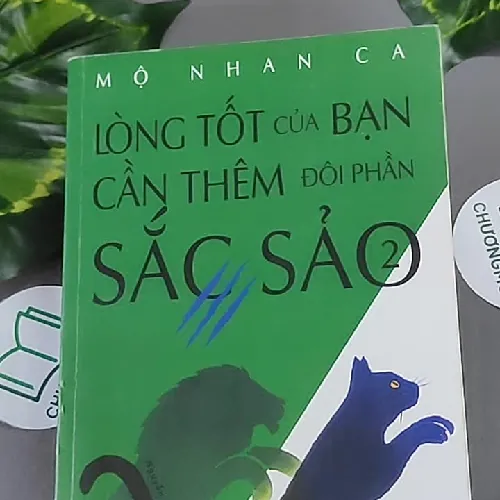 MỘ NHAN CA
LÒNG TỐT CỦA BẠN
CẦN THÊM ĐÔI PHẦN
SẮC SẢO
2